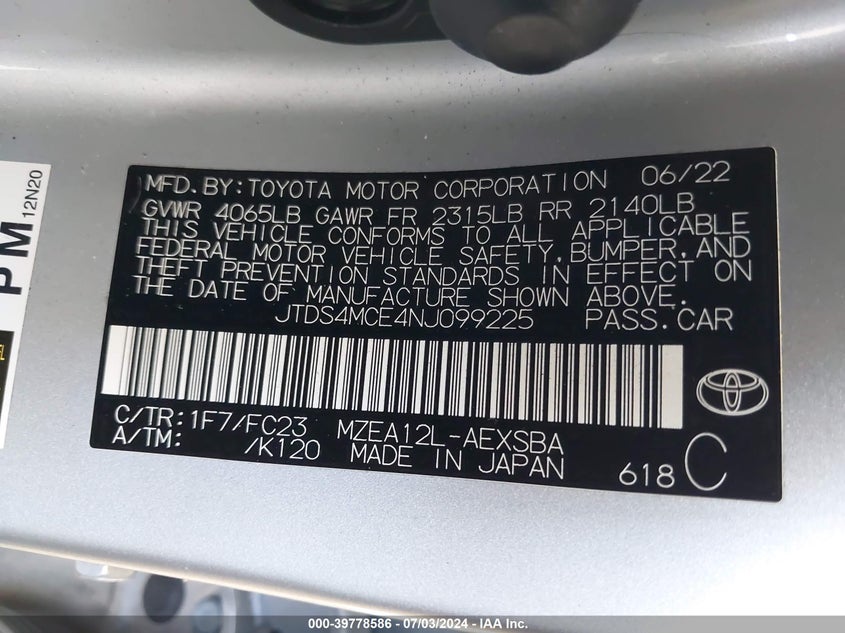 MFD.BY:TOYOTA MOTOR CORPORATION 06/22
GVWR 4065LB GAWR FR 2315LB RR 2140LB
THIS VEHICLE CONFORMS TO ALL APPLICABLE
FEDERAL MOTOR VEHICLE SAFETY,BUMPER,AND
THEFT PREVENTION STANDARDS IN EFFECT ON
THE DATE OF MANUFACTURE SHOWN ABOVE.
JTDS4MCE4NJ099225 PASS.CAR
C/TR:1F7/FC23 MZEA12L-AEXSBA
A/TM: /K120 MADE IN JAPAN 618 C
PM
12N20
000-39778586 - 07/03/2024 - IAA Inc.